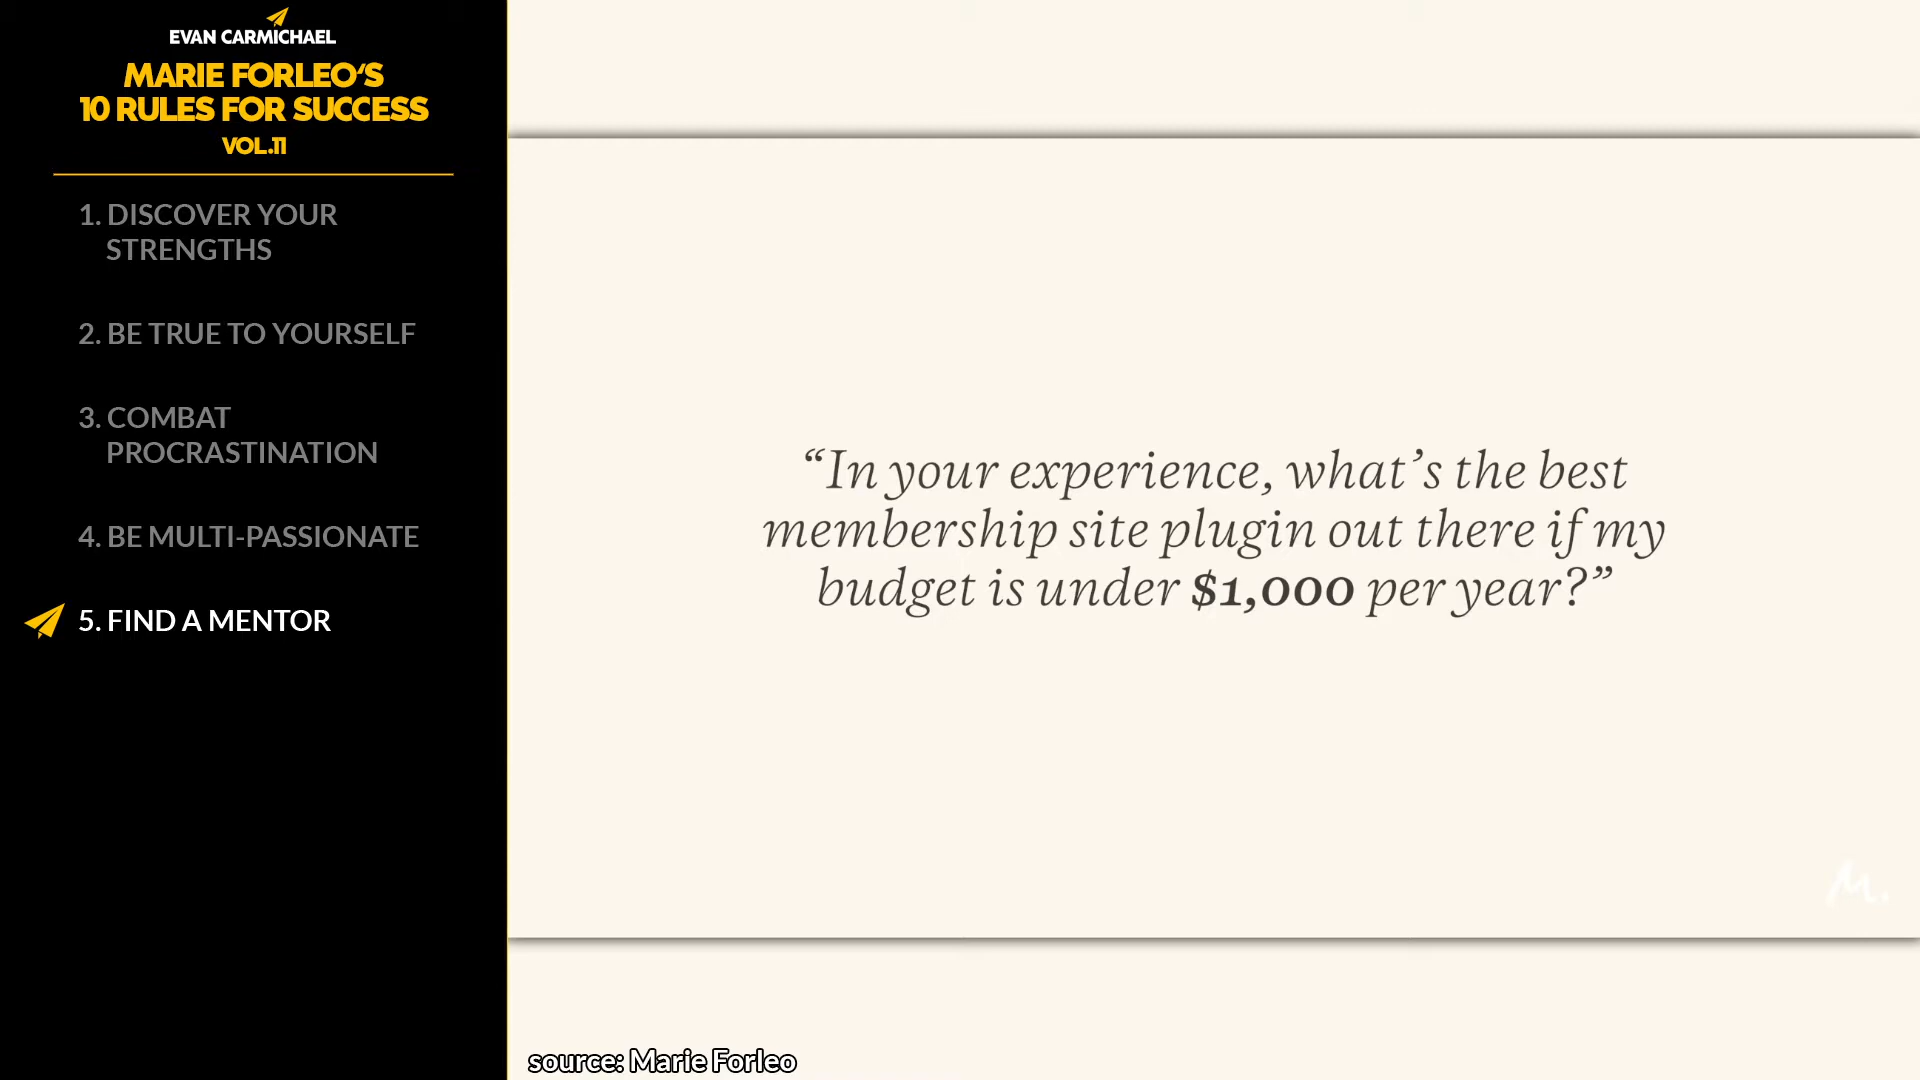 EVAN CARMICHAEL
MARIE FORLEO'S
10 RULES FOR SUCCESS
VOL.11
1. DISCOVER YOUR
STRENGTHS
2. BE TRUE TO YOURSELF
3. COMBAT
PROCRASTINATION
4. BE MULTI-PASSIONATE
5. FIND A MENTOR
“In your experience, what’s the best
membership site plugin out there if my
budget is under $1,000 per year?”
M.
source: Marie Forleo